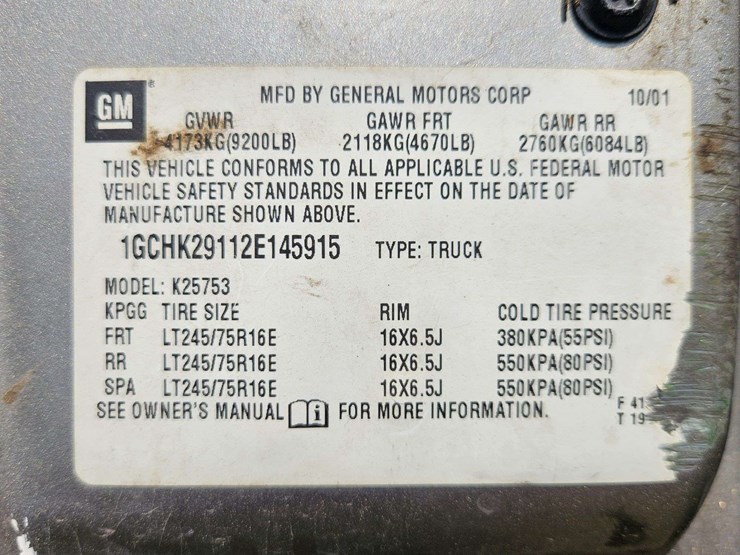 GM
MFD BY GENERAL MOTORS CORP 10/01
GVWR GAWR FRT GAWR RR
4173KG(9200LB) 2118KG(4670LB) 2760KG(6084LB)
THIS VEHICLE CONFORMS TO ALL APPLICABLE U.S. FEDERAL MOTOR
VEHICLE SAFETY STANDARDS IN EFFECT ON THE DATE OF
MANUFACTURE SHOWN ABOVE.
1GCHK29112E145915 TYPE: TRUCK
MODEL: K25753
KPGG TIRE SIZE RIM COLD TIRE PRESSURE
FRT LT245/75R16E 16X6.5J 380KPA(55PSI)
RR LT245/75R16E 16X6.5J 550KPA(80PSI)
SPA LT245/75R16E 16X6.5J 550KPA(80PSI)
SEE OWNER'S MANUAL i FOR MORE INFORMATION.
F
T